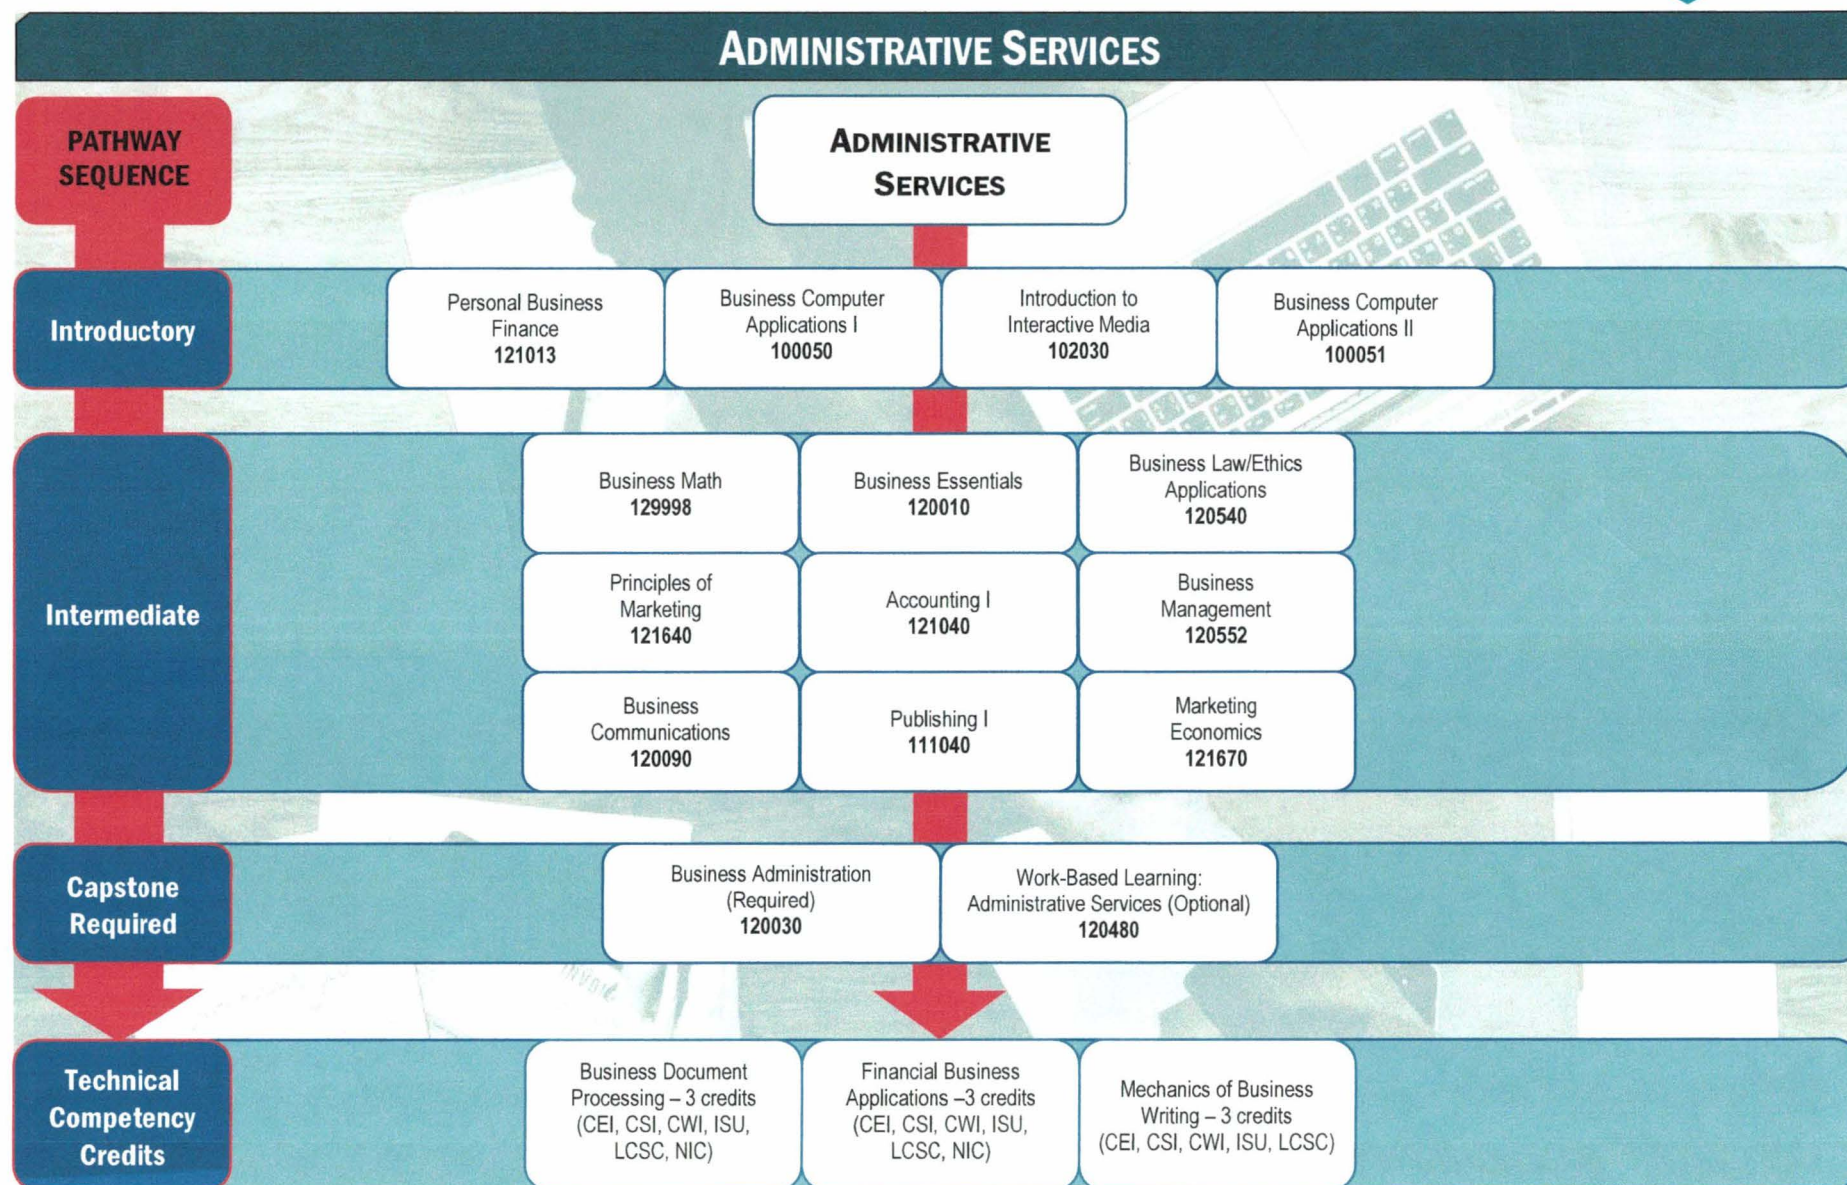 ADMINISTRATIVE SERVICES
PATHWAY
SEQUENCE
ADMINISTRATIVE
SERVICES
Introductory
Personal Business
Finance
121013
Business Computer
Applications I
100050
Introduction to
Interactive Media
102030
Business Computer
Applications II
100051
Intermediate
Business Math
129998
Business Essentials
120010
Business Law/Ethics
Applications
120540
Principles of
Marketing
121640
Accounting I
121040
Business
Management
120552
Business
Communications
120090
Publishing I
111040
Marketing
Economics
121670
Capstone
Required
Business Administration
(Required)
120030
Work-Based Learning:
Administrative Services (Optional)
120480
Technical
Competency
Credits
Business Document
Processing – 3 credits
(CEI, CSI, CWI, ISU,
LCSC, NIC)
Financial Business
Applications –3 credits
(CEI, CSI, CWI, ISU,
LCSC, NIC)
Mechanics of Business
Writing – 3 credits
(CEI, CSI, CWI, ISU, LCSC)